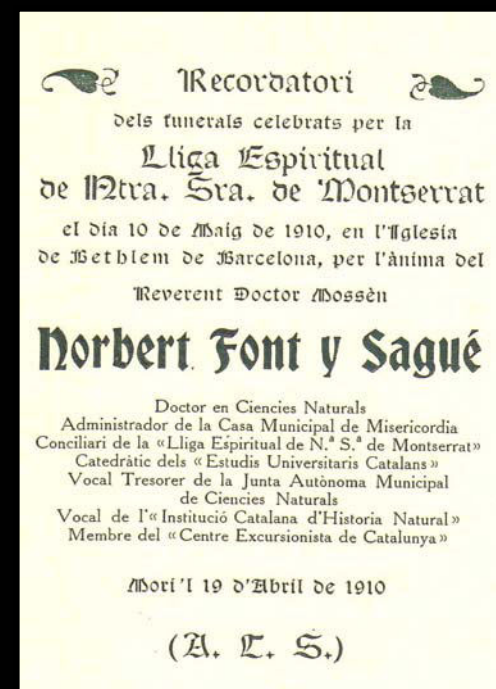 Recordatori
dels funerals celebrats per la
Lliga Espiritual
de Ntra. Sra. de Montserrat
el dia 10 de Maig de 1910, en l'Iglesia
de Bethlem de Barcelona, per l'ànima del
Reverent Doctor Mossèn
Norbert Font y Sagué
Doctor en Ciencies Naturals
Administrador de la Casa Municipal de Misericordia
Conciliari de la «Lliga Espiritual de N.ª S.ª de Montserrat»
Catedràtic dels «Estudis Universitaris Catalans»
Vocal Tresorer de la Junta Autònoma Municipal
de Ciencies Naturals
Vocal de l'«Institució Catalana d'Historia Natural»
Membre del «Centre Excursionista de Catalunya»
Morí'l 19 d'Abril de 1910
(A. C. S.)